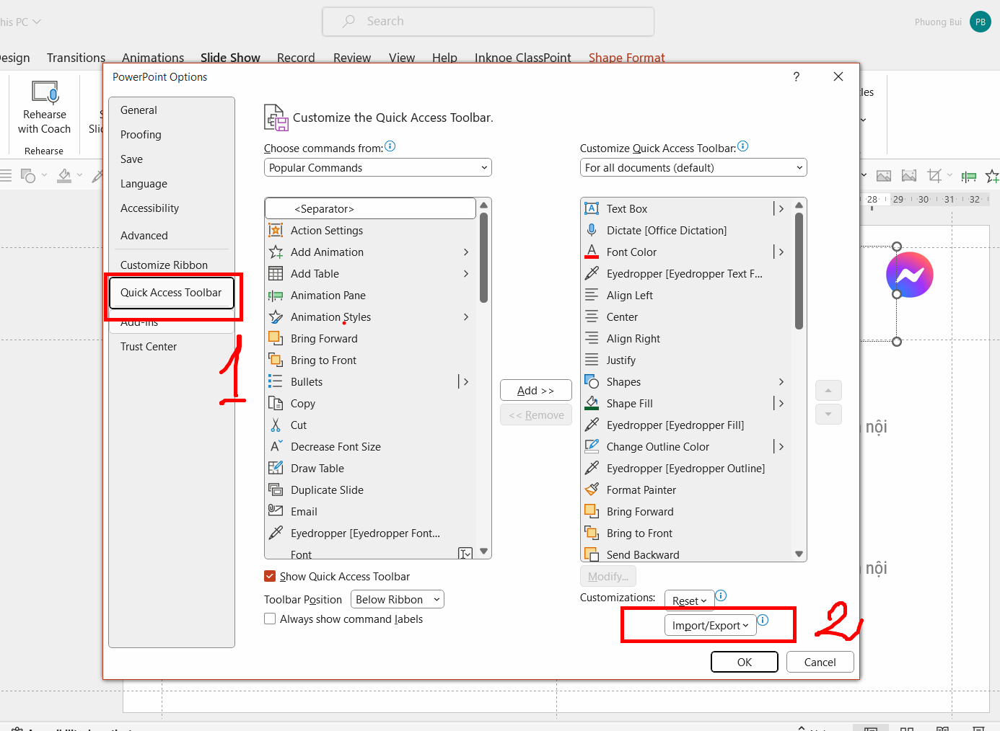 his PC
Search
Phuong Bui
PB
esign
Transitions
Animations
Slide Show
Record
Review
View
Help
Inknoe ClassPoint
Shape Format
Rehearse
with Coach
Rehearse
PowerPoint Options
?
General
Proofing
Save
Language
Accessibility
Advanced
Customize Ribbon
Quick Access Toolbar
Add-ins
Trust Center
1
Customize the Quick Access Toolbar.
Choose commands from:
Popular Commands
<Separator>
Action Settings
Add Animation
Add Table
Animation Pane
Animation Styles
Bring Forward
Bring to Front
Bullets
Copy
Cut
Decrease Font Size
Draw Table
Duplicate Slide
Email
Eyedropper [Eyedropper Font...
Font
Show Quick Access Toolbar
Toolbar Position
Below Ribbon
Always show command labels
Add >>
<< Remove
Customize Quick Access Toolbar:
For all documents (default)
Text Box
Dictate [Office Dictation]
Font Color
Eyedropper [Eyedropper Text F...
Align Left
Center
Align Right
Justify
Shapes
Shape Fill
Eyedropper [Eyedropper Fill]
Change Outline Color
Eyedropper [Eyedropper Outline]
Format Painter
Bring Forward
Bring to Front
Send Backward
Modify...
Customizations:
Reset
Import/Export
2
OK
Cancel
28 29 30 31 32
nội
nội